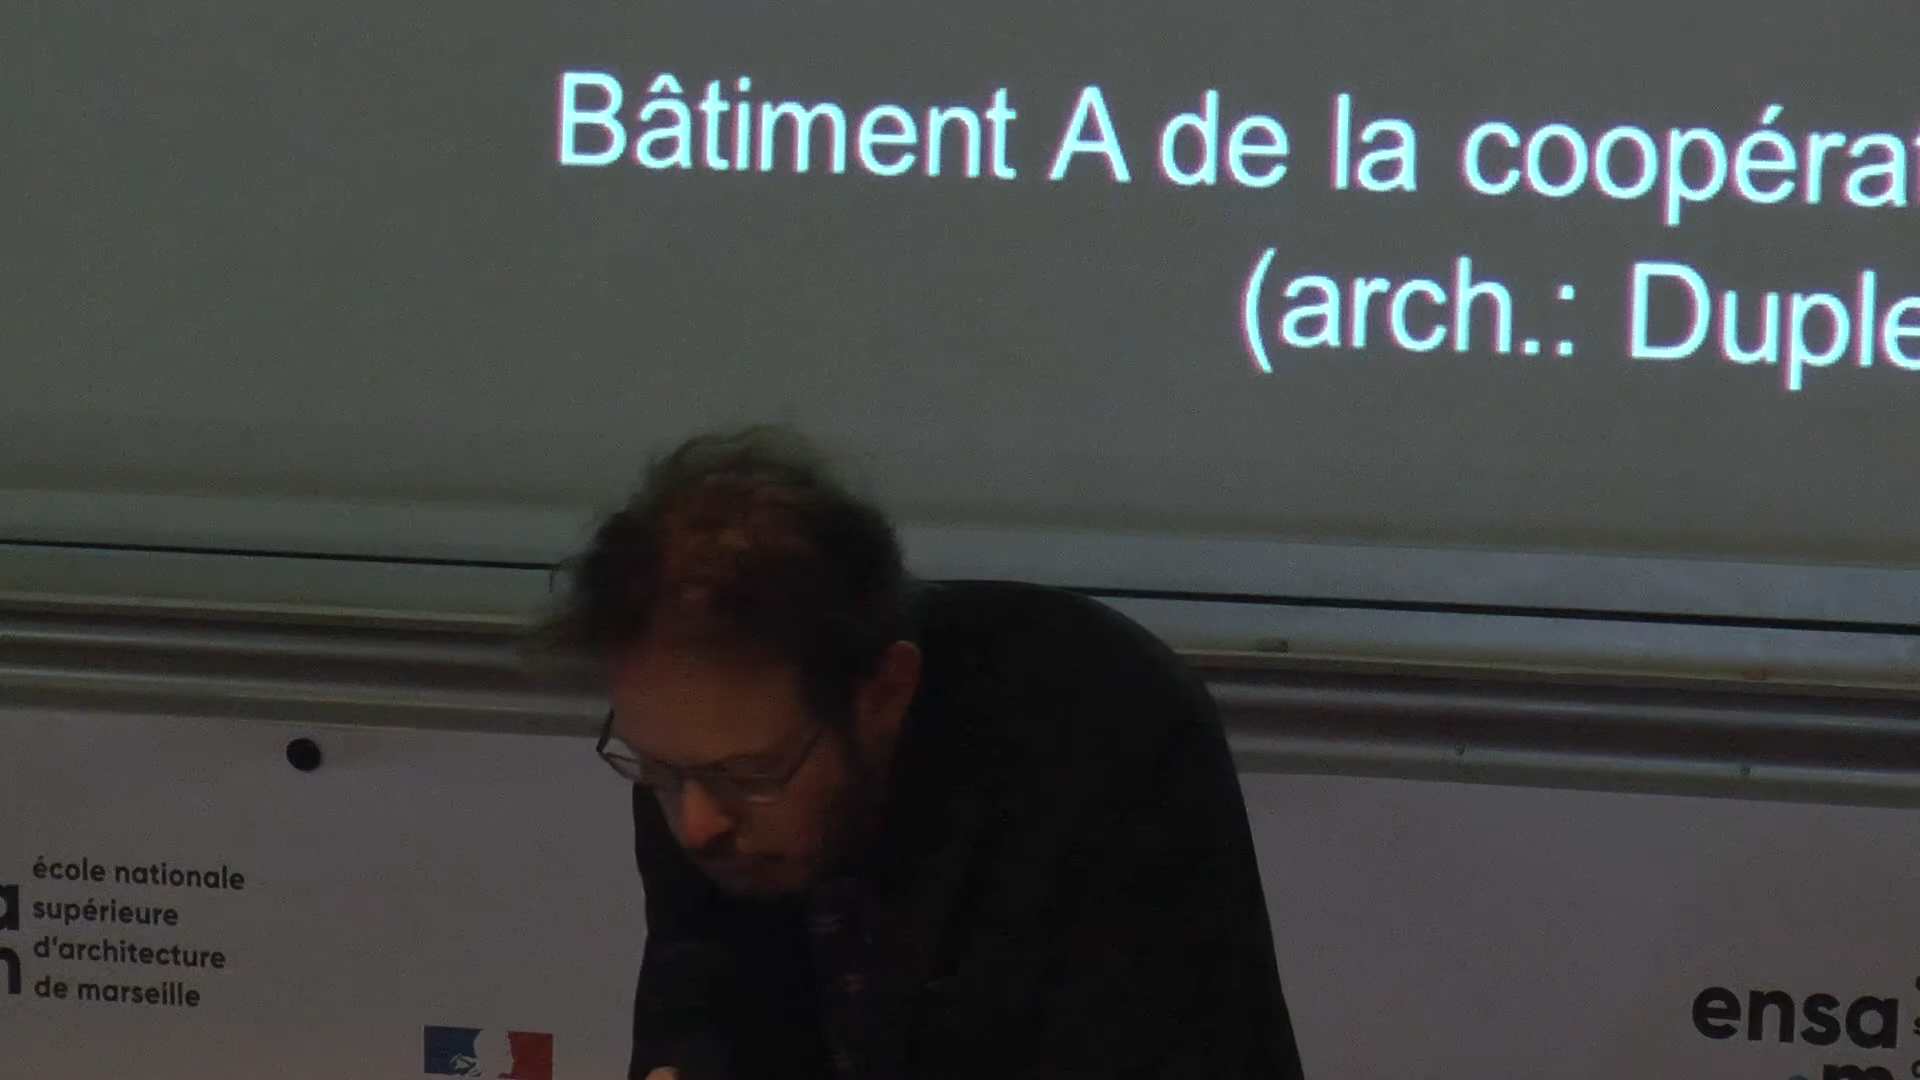 Bâtiment A de la coopérat
(arch.: Duple
école nationale
supérieure
d'architecture
de marseille
ensa